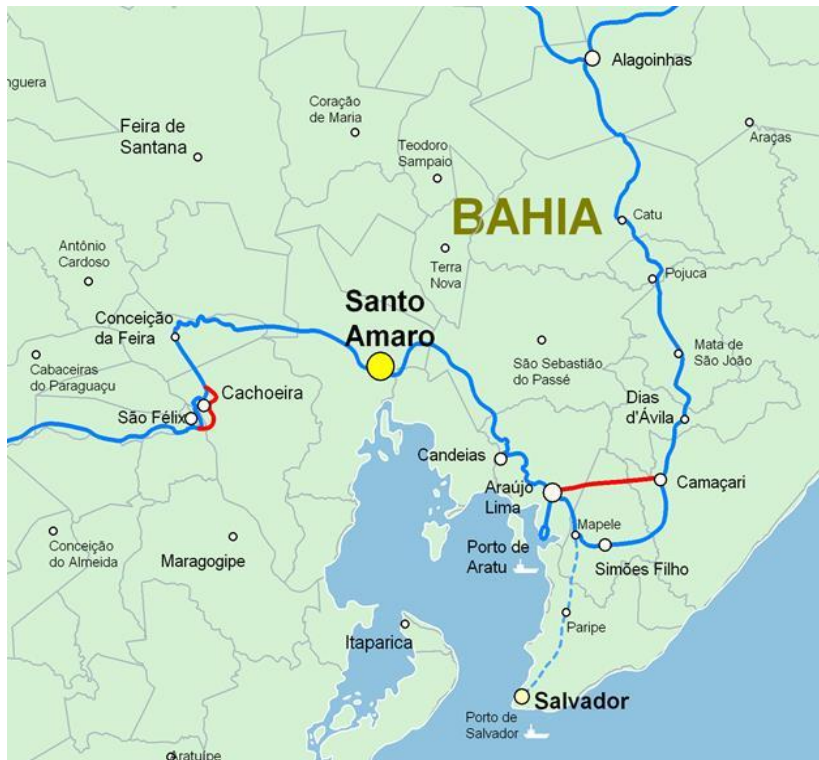 Alagoinhas
nguera
Coração
de Maria
Feira de
Santana
Araças
Teodoro
Sampaio
BAHIA
Catu
Antônio
Cardoso
Terra
Nova
Pojuca
Santo
Amaro
Conceição
da Feira
Mata de
São João
São Sebastião
do Passé
Cabaceiras
do Paraguaçu
Cachoeira
São Félix
Dias
d'Ávila
Candeias
Araújo
Lima
Camaçari
Mapele
Conceição
do Almeida
Maragogipe
Porto de
Aratu
Simões Filho
Paripe
Itaparica
Salvador
Porto de
Salvador
Aratuípe